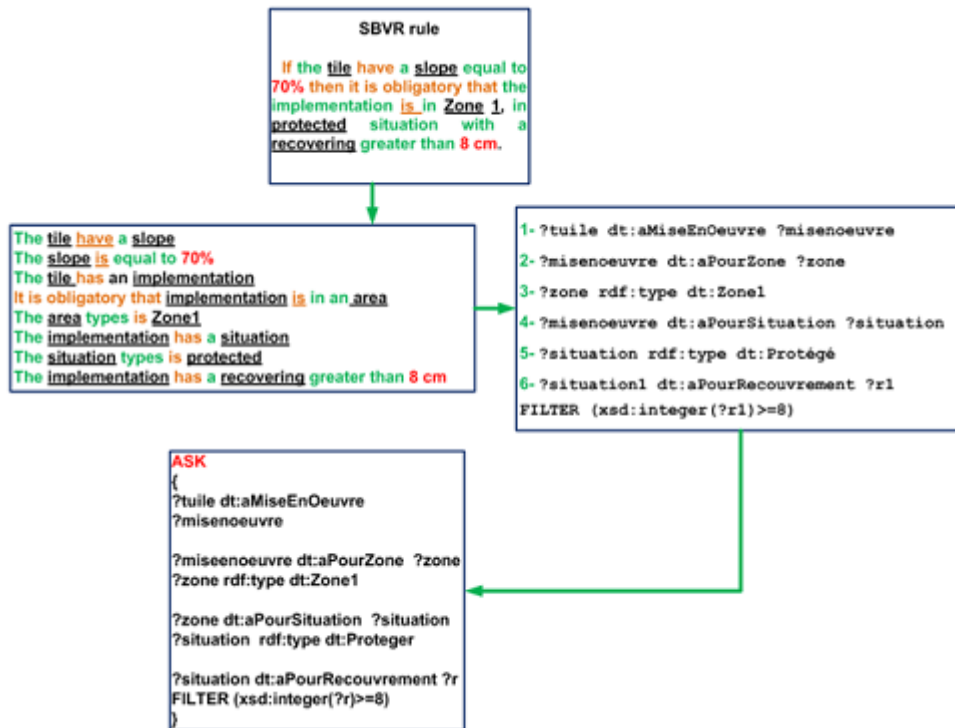 SBVR rule
If the tile have a slope equal to
70% then it is obligatory that the
implementation is in Zone 1, in
protected situation with a
recovering greater than 8 cm.
The tile have a slope
The slope is equal to 70%
The tile has an implementation
It is obligatory that implementation is in an area
The area types is Zone1
The implementation has a situation
The situation types is protected
The implementation has a recovering greater than 8 cm
1- ?tuile dt:aMiseEnOeuvre ?misenoeuvre
2- ?misenoeuvre dt:aPourZone ?zone
3- ?zone rdf:type dt:Zone1
4- ?misenoeuvre dt:aPourSituation ?situation
5- ?situation rdf:type dt:Protégé
6- ?situation1 dt:aPourRecouvrement ?r1
FILTER (xsd:integer(?r1)>=8)
ASK
{
?tuile dt:aMiseEnOeuvre
?misenoeuvre
?miseenoeuvre dt:aPourZone ?zone
?zone rdf:type dt:Zone1
?zone dt:aPourSituation ?situation
?situation rdf:type dt:Proteger
?situation dt:aPourRecouvrement ?r
FILTER (xsd:integer(?r)>=8)
}